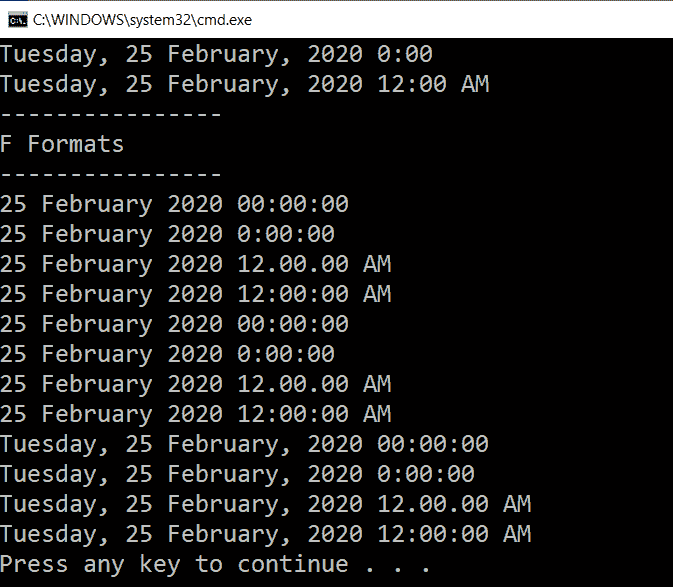 C:\WINDOWS\system32\cmd.exe
Tuesday, 25 February, 2020 0:00
Tuesday, 25 February, 2020 12:00 AM
----------------
F Formats
----------------
25 February 2020 00:00:00
25 February 2020 0:00:00
25 February 2020 12.00.00 AM
25 February 2020 12:00:00 AM
25 February 2020 00:00:00
25 February 2020 0:00:00
25 February 2020 12.00.00 AM
25 February 2020 12:00:00 AM
Tuesday, 25 February, 2020 00:00:00
Tuesday, 25 February, 2020 0:00:00
Tuesday, 25 February, 2020 12.00.00 AM
Tuesday, 25 February, 2020 12:00:00 AM
Press any key to continue . . .